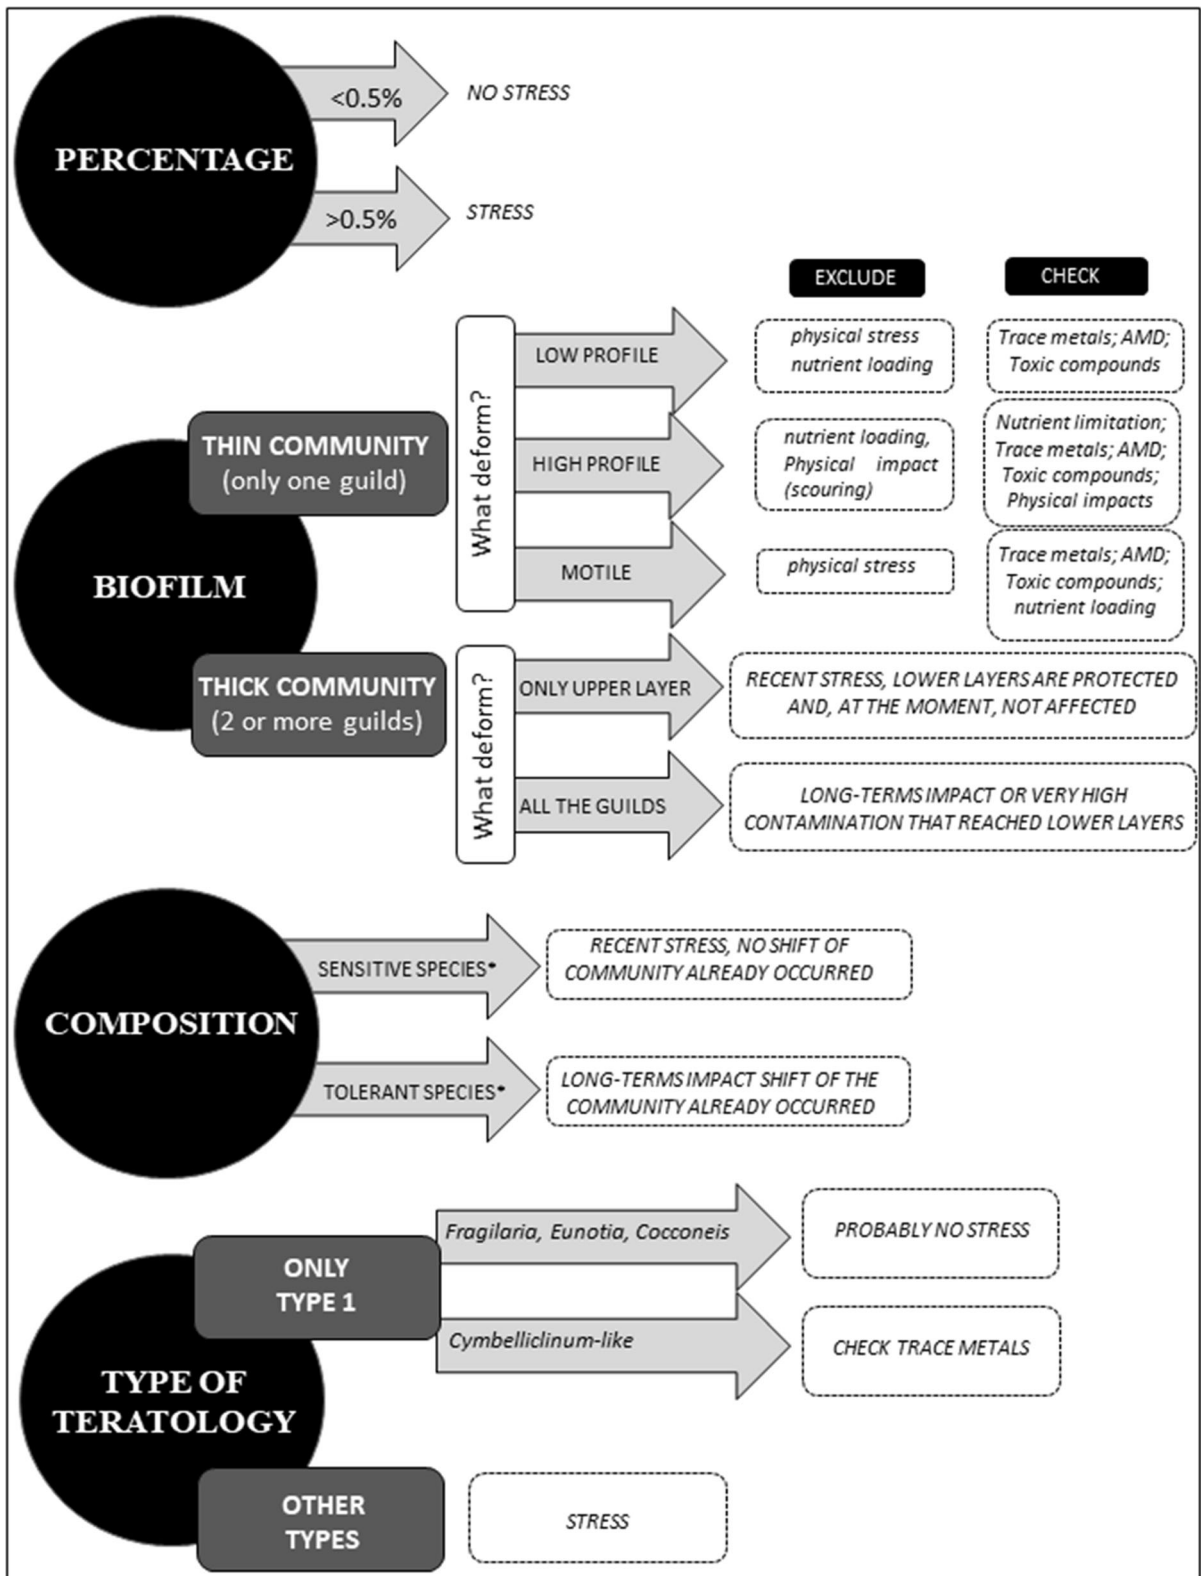 PERCENTAGE
<0.5%
NO STRESS
>0.5%
STRESS
EXCLUDE
CHECK
BIOFILM
THIN COMMUNITY
(only one guild)
What deform?
LOW PROFILE
physical stress
nutrient loading
Trace metals; AMD;
Toxic compounds
HIGH PROFILE
nutrient loading,
Physical impact
(scouring)
Nutrient limitation;
Trace metals; AMD;
Toxic compounds;
Physical impacts
MOTILE
physical stress
Trace metals; AMD;
Toxic compounds;
nutrient loading
THICK COMMUNITY
(2 or more guilds)
What deform?
ONLY UPPER LAYER
RECENT STRESS, LOWER LAYERS ARE PROTECTED
AND, AT THE MOMENT, NOT AFFECTED
ALL THE GUILDS
LONG-TERMS IMPACT OR VERY HIGH
CONTAMINATION THAT REACHED LOWER LAYERS
COMPOSITION
SENSITIVE SPECIES*
RECENT STRESS, NO SHIFT OF
COMMUNITY ALREADY OCCURRED
TOLERANT SPECIES*
LONG-TERMS IMPACT SHIFT OF THE
COMMUNITY ALREADY OCCURRED
TYPE OF
TERATOLOGY
ONLY
TYPE 1
Fragilaria, Eunotia, Cocconeis
PROBABLY NO STRESS
Cymbelliclinum-like
CHECK TRACE METALS
OTHER
TYPES
STRESS